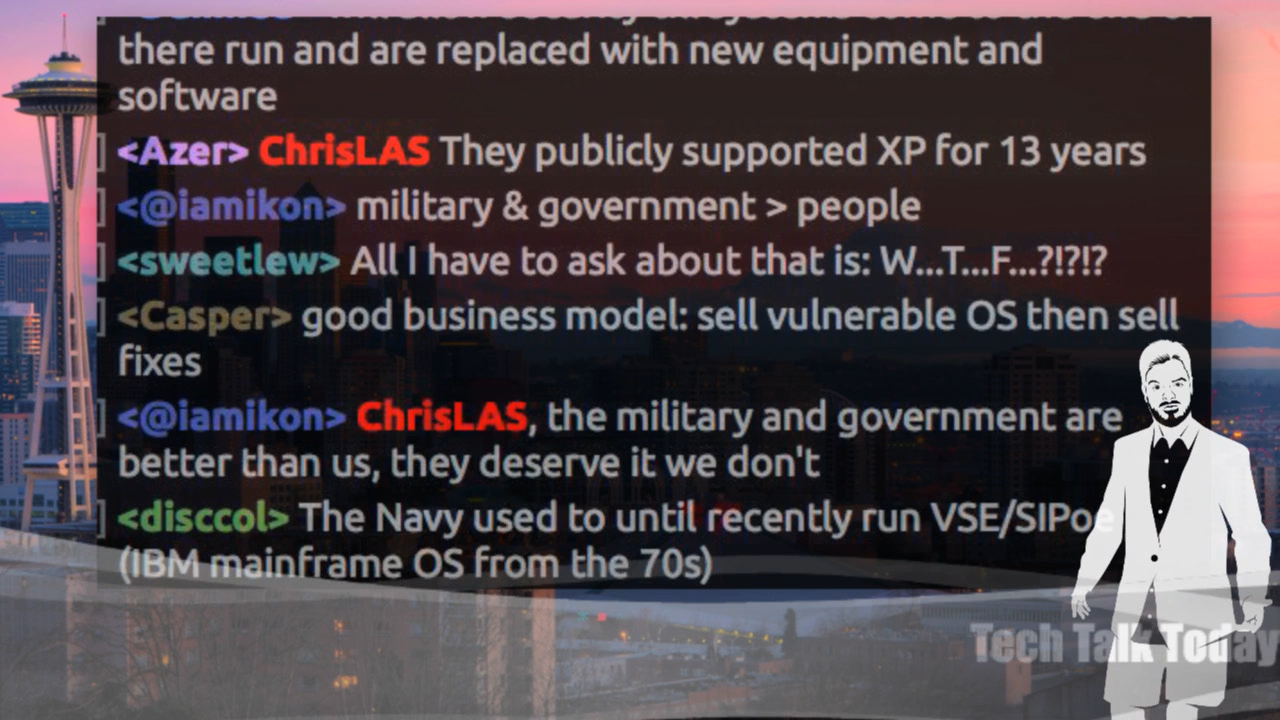 there run and are replaced with new equipment and
software
] <Azer> ChrisLAS They publicly supported XP for 13 years
] <@iamikon> military & government > people
] <sweetlew> All I have to ask about that is: W...T...F...?!?!?
] <Casper> good business model: sell vulnerable OS then sell
fixes
] <@iamikon> ChrisLAS, the military and government are
better than us, they deserve it we don't
] <disccol> The Navy used to until recently run VSE/SIPoe
(IBM mainframe OS from the 70s)
Tech Talk Today